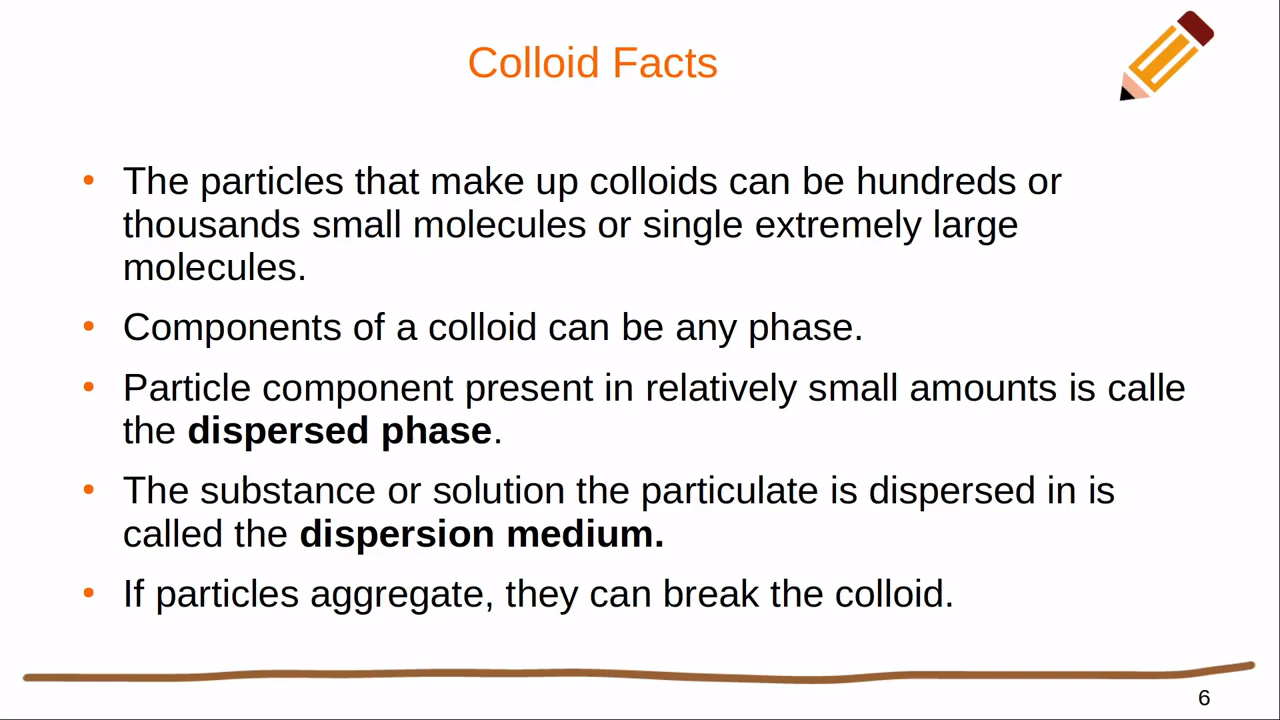 Colloid Facts
• The particles that make up colloids can be hundreds or
thousands small molecules or single extremely large
molecules.
• Components of a colloid can be any phase.
• Particle component present in relatively small amounts is calle
the dispersed phase.
• The substance or solution the particulate is dispersed in is
called the dispersion medium.
• If particles aggregate, they can break the colloid.
6